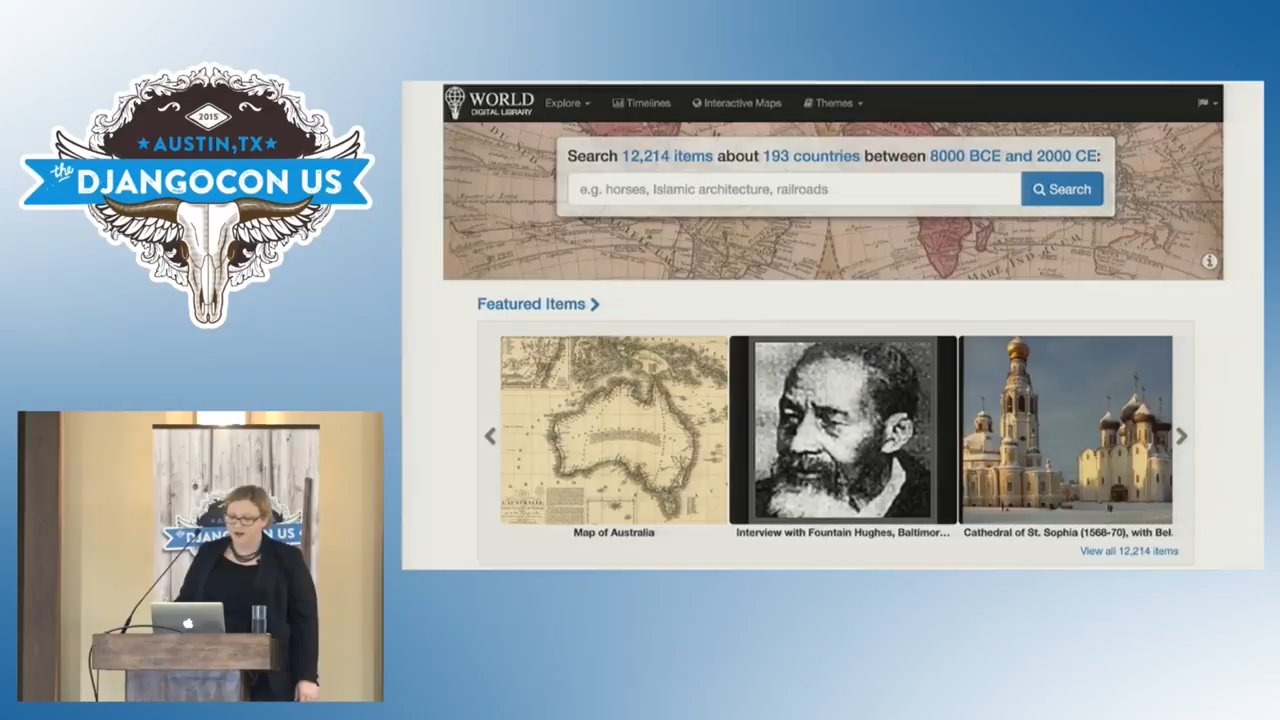 2015
AUSTIN, TX
the
DJANGOCON US
WORLD
DIGITAL LIBRARY
Explore
Timelines
Interactive Maps
Themes
Search 12,214 items about 193 countries between 8000 BCE and 2000 CE:
e.g. horses, Islamic architecture, railroads
Search
Featured Items
Map of Australia
Interview with Fountain Hughes, Baltimor...
Cathedral of St. Sophia (1568-70), with Bel
View all 12,214 items
DJANGOCON US